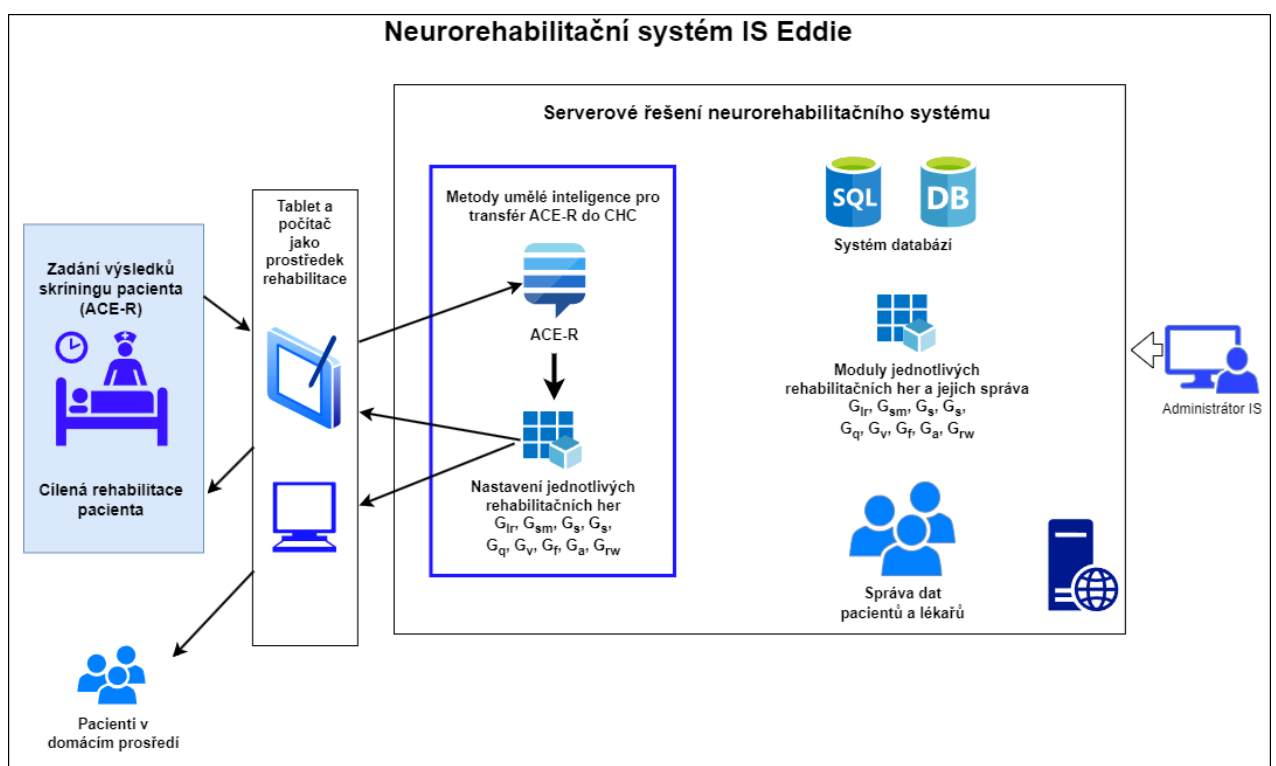 Neurorehabilitační systém IS Eddie
Zadání výsledků
skríningu pacienta
(ACE-R)
Cílená rehabilitace
pacienta
Pacienti v
domácím prosředí
Tablet a
počítač
jako
prostředek
rehabilitace
Serverové řešení neurorehabilitačního systému
Metody umělé inteligence pro
transfér ACE-R do CHC
ACE-R
Nastavení jednotlivých
rehabilitačních her
Glr, Gsm, Gs, Gs,
Gq, Gv, Gf, Ga, Grw
SQL
DB
Systém databází
Moduly jednotlivých
rehabilitačních her a jejich správa
Glr, Gsm, Gs, Gs,
Gq, Gv, Gf, Ga, Grw
Správa dat
pacientů a lékařů
Administrátor IS